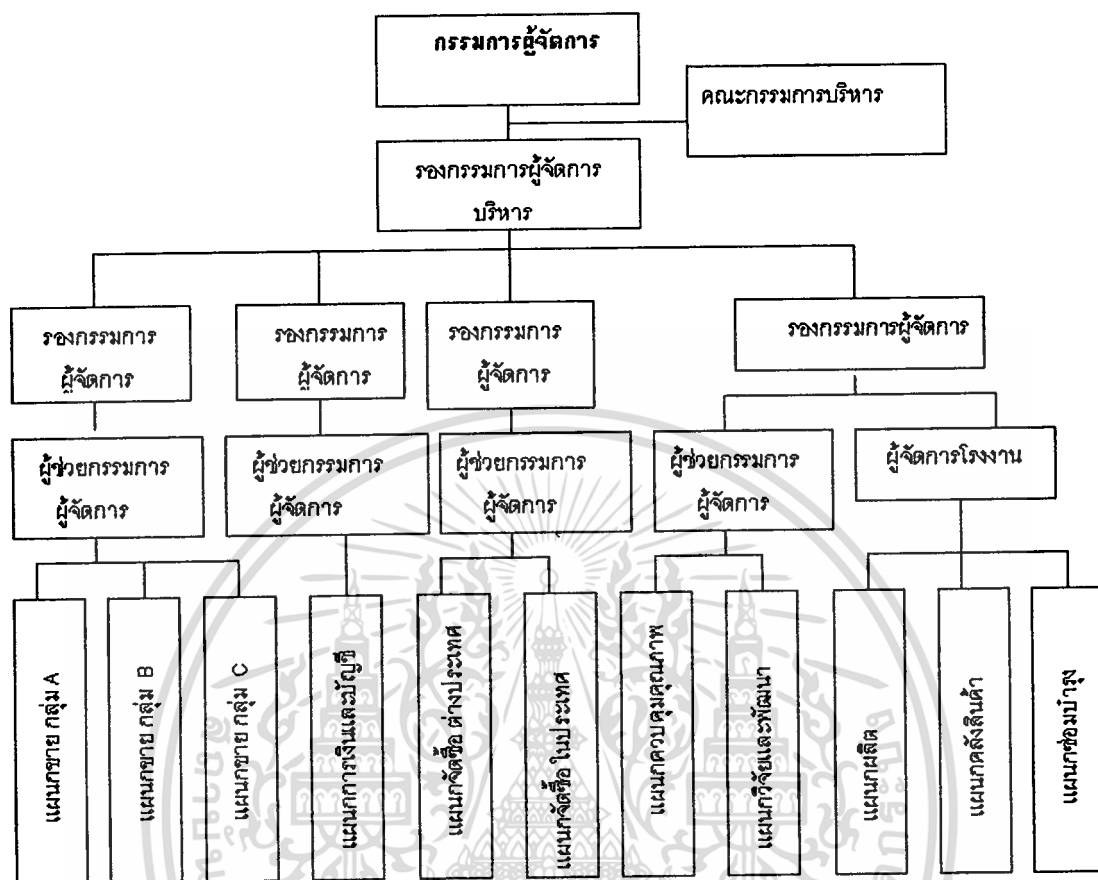 กรรมการผู้จัดการ
คณะกรรมการบริหาร
รองกรรมการผู้จัดการ
บริหาร
รองกรรมการ
ผู้จัดการ
รองกรรมการ
ผู้จัดการ
รองกรรมการ
ผู้จัดการ
รองกรรมการผู้จัดการ
ผู้ช่วยกรรมการ
ผู้จัดการ
ผู้ช่วยกรรมการ
ผู้จัดการ
ผู้ช่วยกรรมการ
ผู้จัดการ
ผู้ช่วยกรรมการ
ผู้จัดการ
ผู้จัดการโรงงาน
แผนกขาย กลุ่ม A
แผนกขาย กลุ่ม B
แผนกขาย กลุ่ม C
แผนกการเงินและบัญชี
แผนกจัดซื้อ ต่างประเทศ
แผนกจัดซื้อ ในประเทศ
แผนกควบคุมคุณภาพ
แผนกวิจัยและพัฒนา
แผนกผลิต
แผนกคลังสินค้า
แผนกซ่อมบำรุง